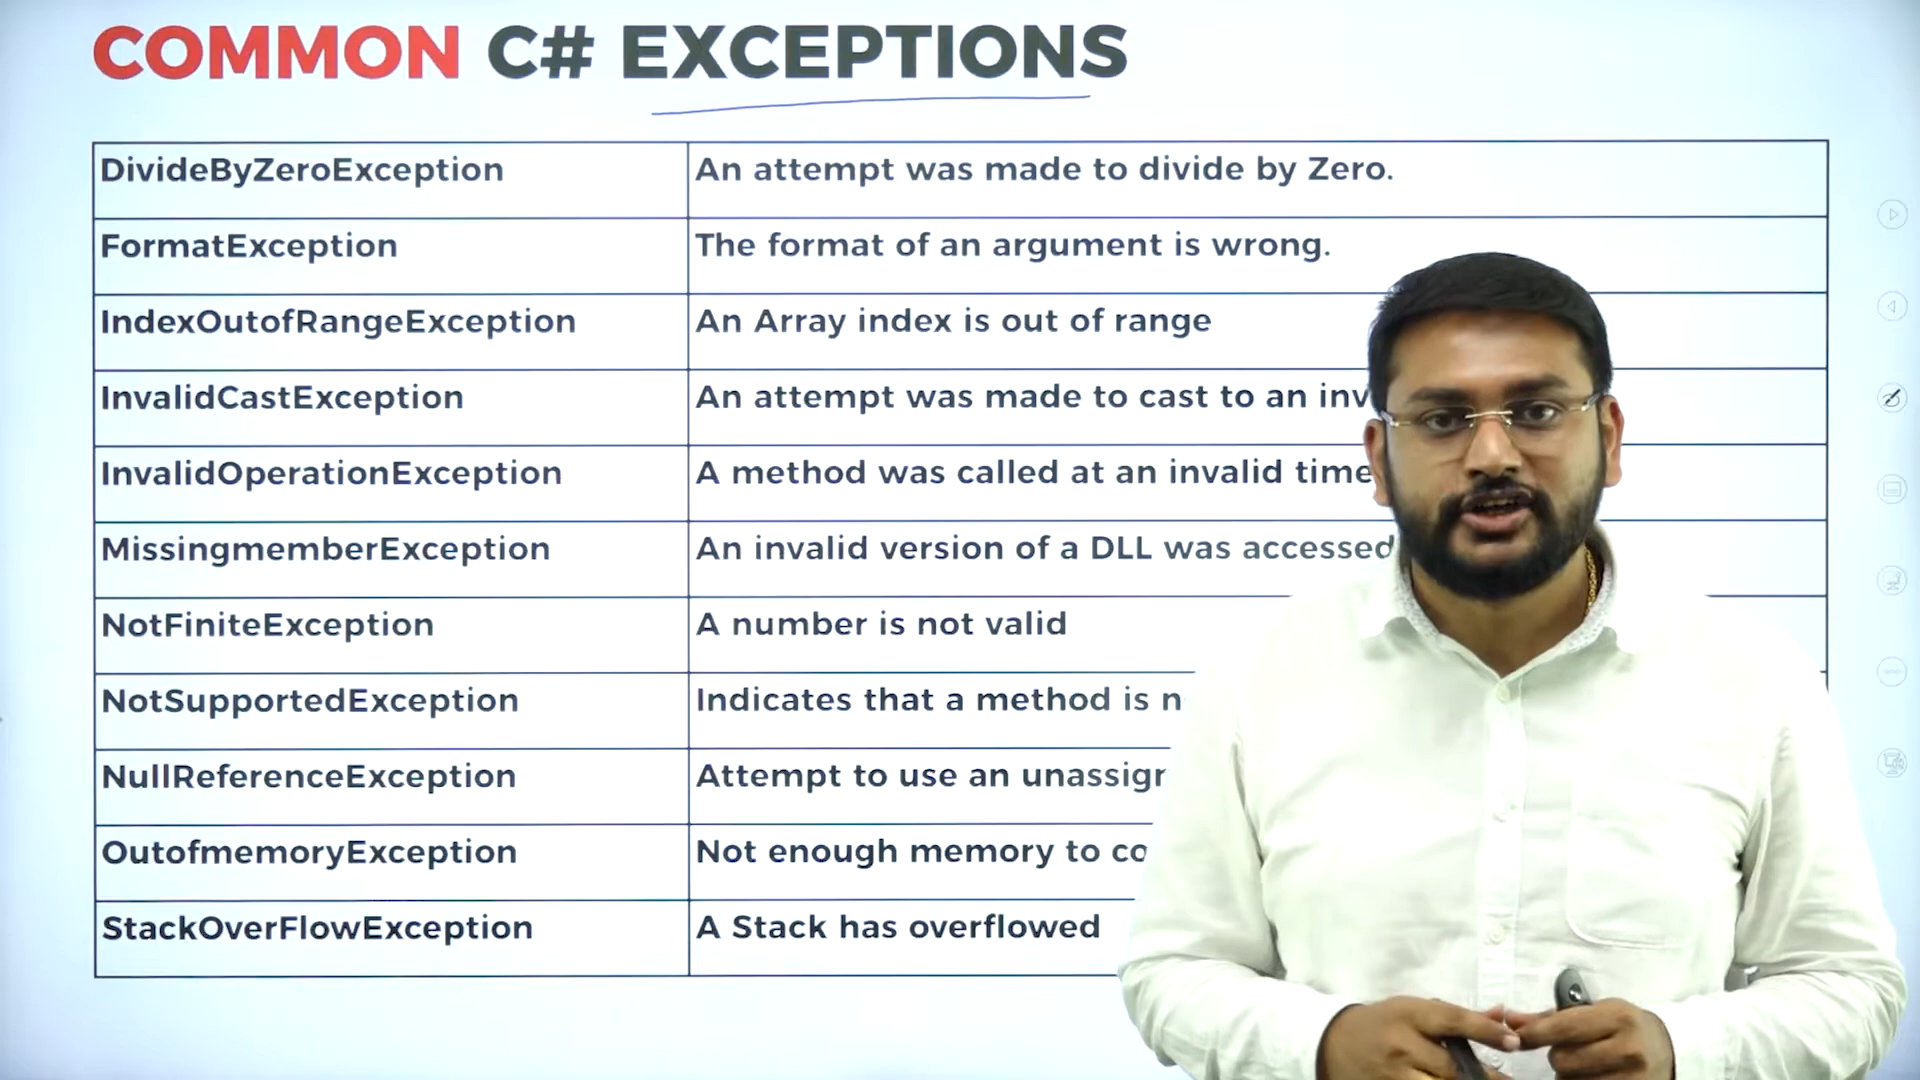 COMMON C# EXCEPTIONS
DivideByZeroException An attempt was made to divide by Zero.
FormatException The format of an argument is wrong.
IndexOutofRangeException An Array index is out of range
InvalidCastException An attempt was made to cast to an
InvalidOperationException A method was called at an invalid time
MissingmemberException An invalid version of a DLL was accessed
NotFiniteException A number is not valid
NotSupportedException Indicates that a method is
NullReferenceException Attempt to use an
OutofmemoryException Not enough memory to
StackOverFlowException A Stack has overflowed